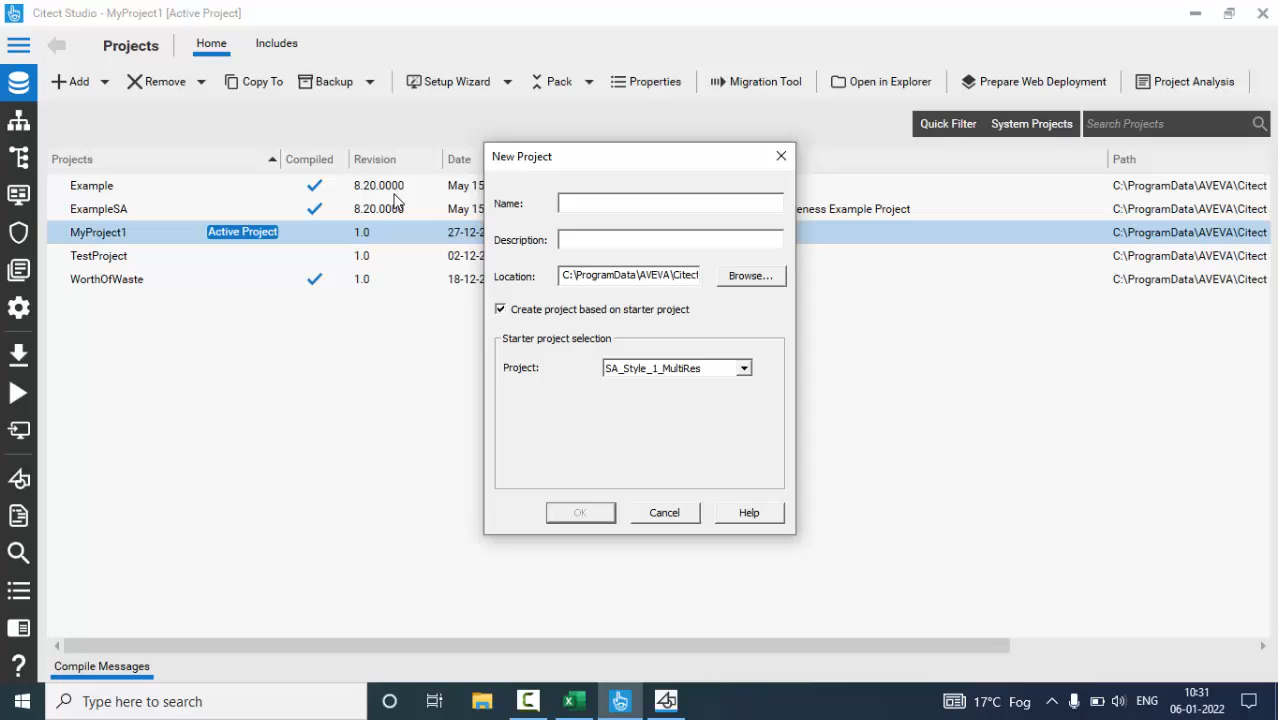 Citect Studio - MyProject1 [Active Project]
Projects
Home
Includes
Add
Remove
Copy To
Backup
Setup Wizard
Pack
Properties
Migration Tool
Open in Explorer
Prepare Web Deployment
Project Analysis
Quick Filter
System Projects
Search Projects
Projects
Compiled
Revision
Date
Path
Example
8.20.0000
May 15
C:\ProgramData\AVEVA\Citect
ExampleSA
8.20.0000
May 15
eness Example Project
C:\ProgramData\AVEVA\Citect
MyProject1
Active Project
1.0
27-12-2
C:\ProgramData\AVEVA\Citect
TestProject
1.0
02-12-2
C:\ProgramData\AVEVA\Citect
WorthOfWaste
1.0
18-12-2
C:\ProgramData\AVEVA\Citect
New Project
Name:
Description:
Location:
C:\ProgramData\AVEVA\Citect
Browse...
Create project based on starter project
Starter project selection
Project:
SA_Style_1_MultiRes
OK
Cancel
Help
Compile Messages
Type here to search
17°C Fog
ENG
10:31
06-01-2022